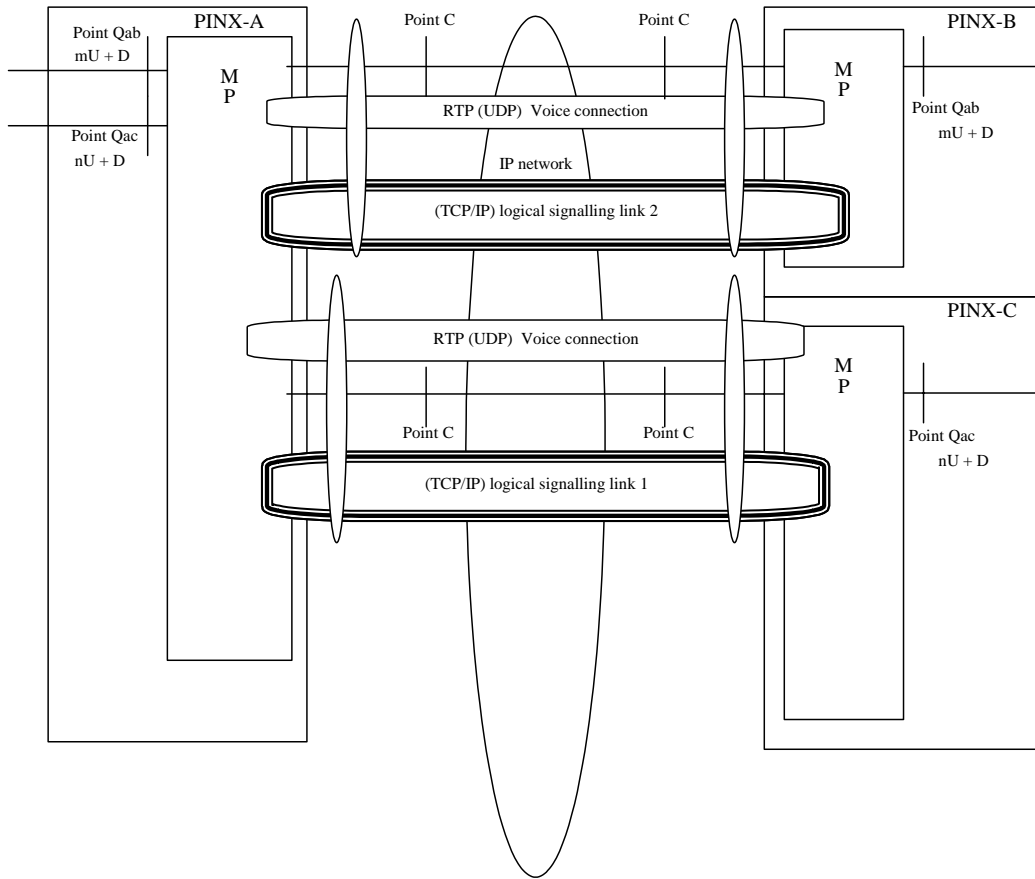 PINX-A
PINX-B
Point Qab
mU + D
Point C
Point C
M
P
M
P
RTP (UDP) Voice connection
Point Qab
mU + D
Point Qac
nU + D
IP network
(TCP/IP) logical signalling link 2
PINX-C
RTP (UDP) Voice connection
M
P
Point C
Point C
Point Qac
nU + D
(TCP/IP) logical signalling link 1